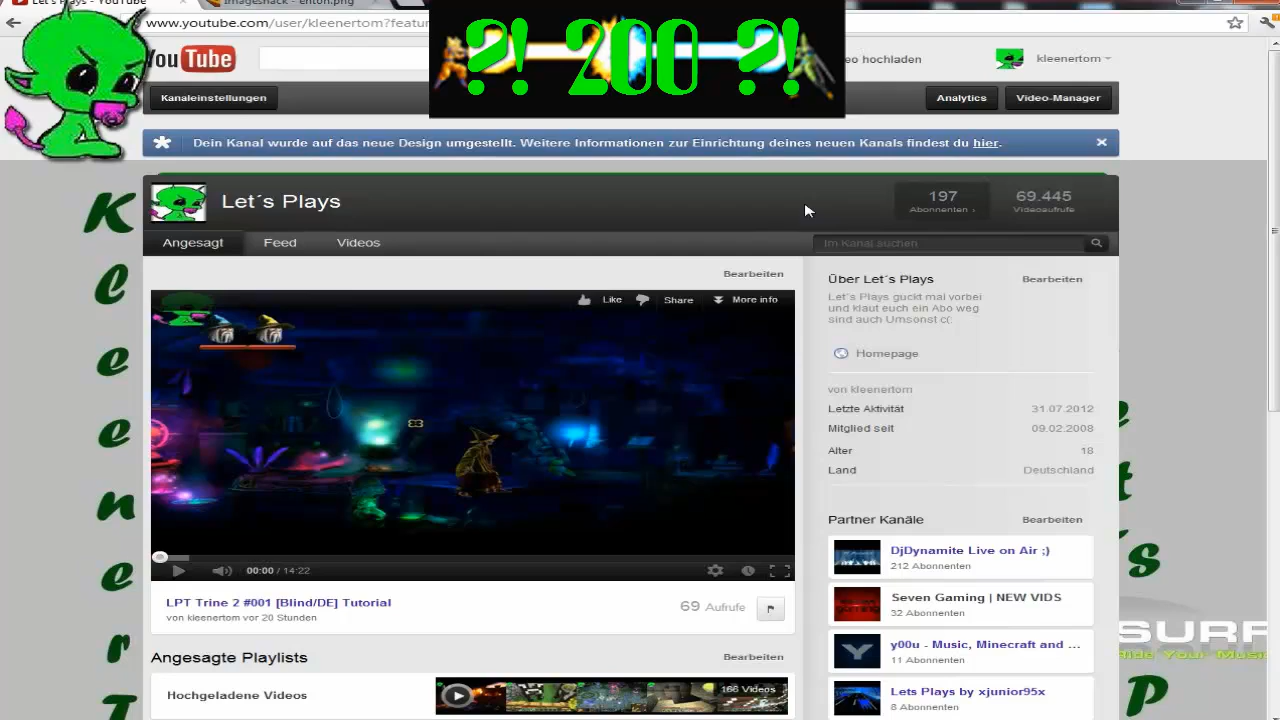 Let's Plays - YouTube
ImageShack - enton.png
www.youtube.com/user/kleenertom?featu
?! 200 ?!
You Tube
eo hochladen
kleenertom
Kanaleinstellungen
Analytics
Video-Manager
Dein Kanal wurde auf das neue Design umgestellt. Weitere Informationen zur Einrichtung deines neuen Kanals findest du hier.
Let´s Plays
197
Abonnenten
69.445
Videoaufrufe
Angesagt
Feed
Videos
Im Kanal suchen
Bearbeiten
Like
Share
More info
00:00 / 14:22
LPT Trine 2 #001 [Blind/DE] Tutorial
von kleenertom vor 20 Stunden
69 Aufrufe
Angesagte Playlists
Bearbeiten
Hochgeladene Videos
166 Videos
Über Let´s Plays
Bearbeiten
Let´s Plays guckt mal vorbei
und klaut euch ein Abo weg
sind auch Umsonst c(:
Homepage
von kleenertom
Letzte Aktivität 31.07.2012
Mitglied seit 09.02.2008
Alter 18
Land Deutschland
Partner Kanäle
Bearbeiten
DjDynamite Live on Air ;)
212 Abonnenten
Seven Gaming | NEW VIDS
32 Abonnenten
y00u - Music, Minecraft and ...
11 Abonnenten
Lets Plays by xjunior95x
8 Abonnenten
K
l
e
e
n
e
r
T
e
t
´s
P
SURF
Ride Your Music